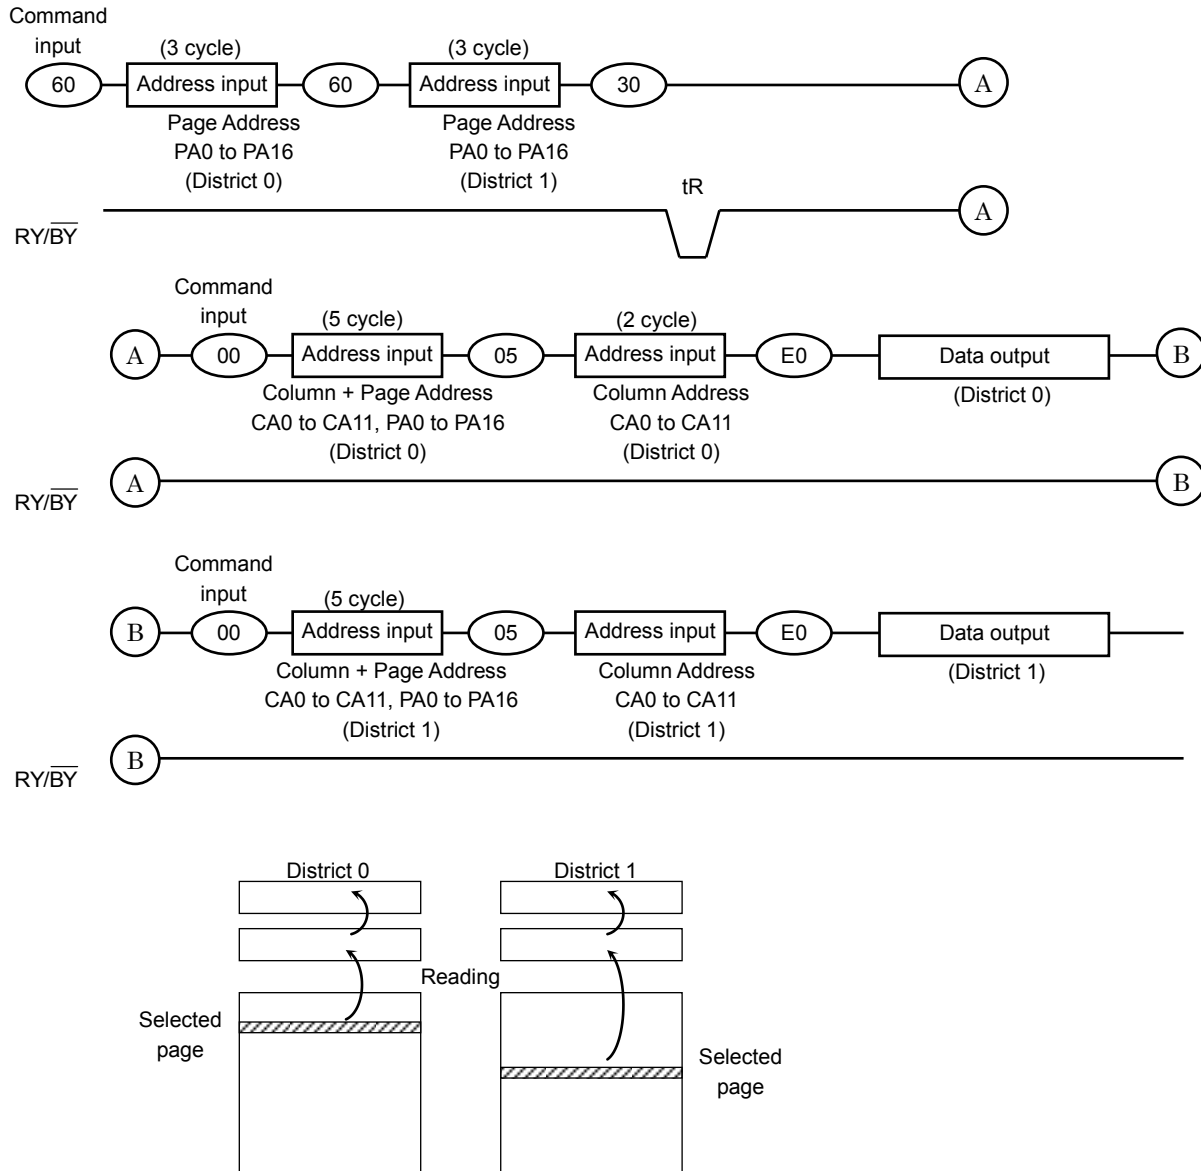 Command
input
(3 cycle)
(3 cycle)
60
Address input
60
Address input
30
A
Page Address
PA0 to PA16
(District 0)
Page Address
PA0 to PA16
(District 1)
tR
A
RY/BY
Command
input
(5 cycle)
(2 cycle)
A
00
Address input
05
Address input
E0
Data output
B
Column + Page Address
CA0 to CA11, PA0 to PA16
(District 0)
Column Address
CA0 to CA11
(District 0)
(District 0)
A
B
RY/BY
Command
input
(5 cycle)
B
00
Address input
05
Address input
E0
Data output
Column + Page Address
CA0 to CA11, PA0 to PA16
(District 1)
Column Address
CA0 to CA11
(District 1)
(District 1)
B
RY/BY
District 0
District 1
Reading
Selected
page
Selected
page